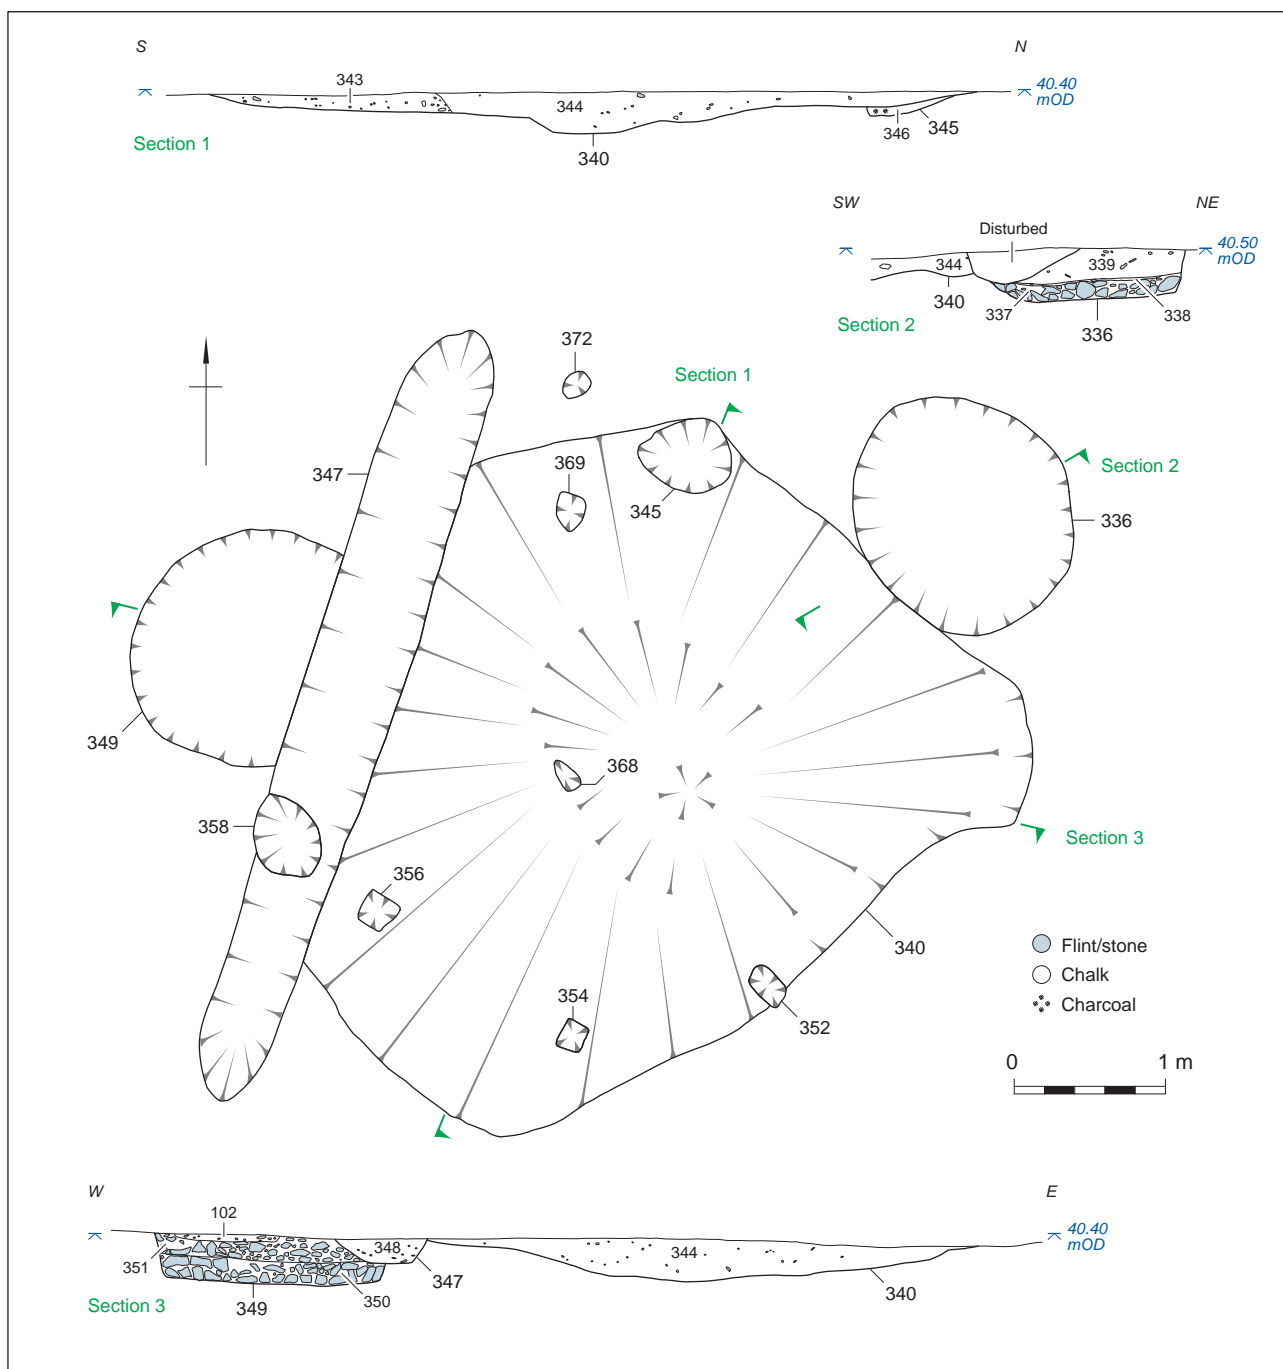 S
N
343
344
40.40
mOD
346
345
Section 1
340
SW
NE
Disturbed
40.50
mOD
344
339
340
337
338
Section 2
336
372
Section 1
369
Section 2
347
345
336
349
368
358
Section 3
356
340
Flint/stone
Chalk
354
352
Charcoal
0 1 m
W
E
102
40.40
mOD
348
344
351
347
350
340
Section 3
349